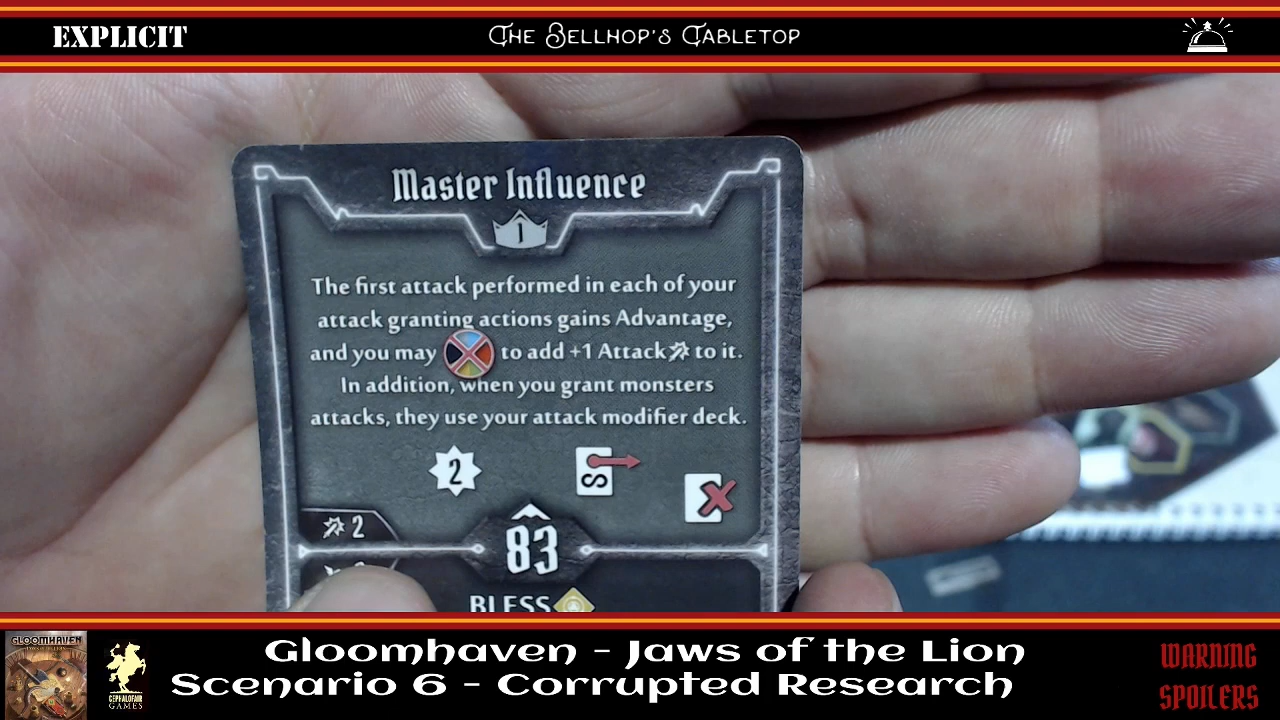 EXPLICIT
The Bellhop's Tabletop
Master Influence
1
The first attack performed in each of your
attack granting actions gains Advantage,
and you may to add +1 Attack to it.
In addition, when you grant monsters
attacks, they use your attack modifier deck.
2
S
2
83
BLESS
GLOOMHAVEN
CEPHALOFAIR
GAMES
Gloomhaven - Jaws of the Lion
Scenario 6 - Corrupted Research
WARNING
SPOILERS